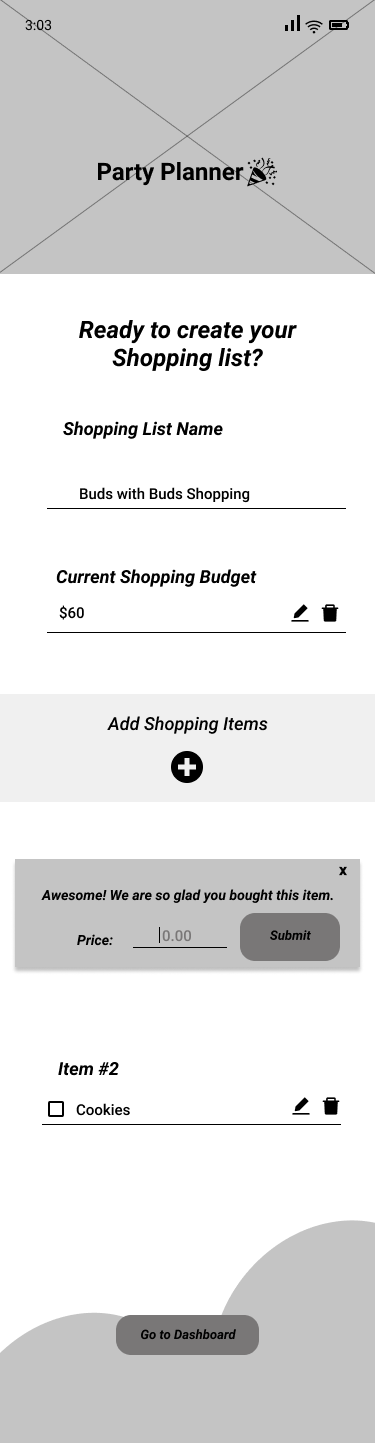 3:03
Party Planner
Ready to create your
Shopping list?
Shopping List Name
Buds with Buds Shopping
Current Shopping Budget
$60
Add Shopping Items
x
Awesome! We are so glad you bought this item.
Price: 0.00 Submit
Item #2
Cookies
Go to Dashboard